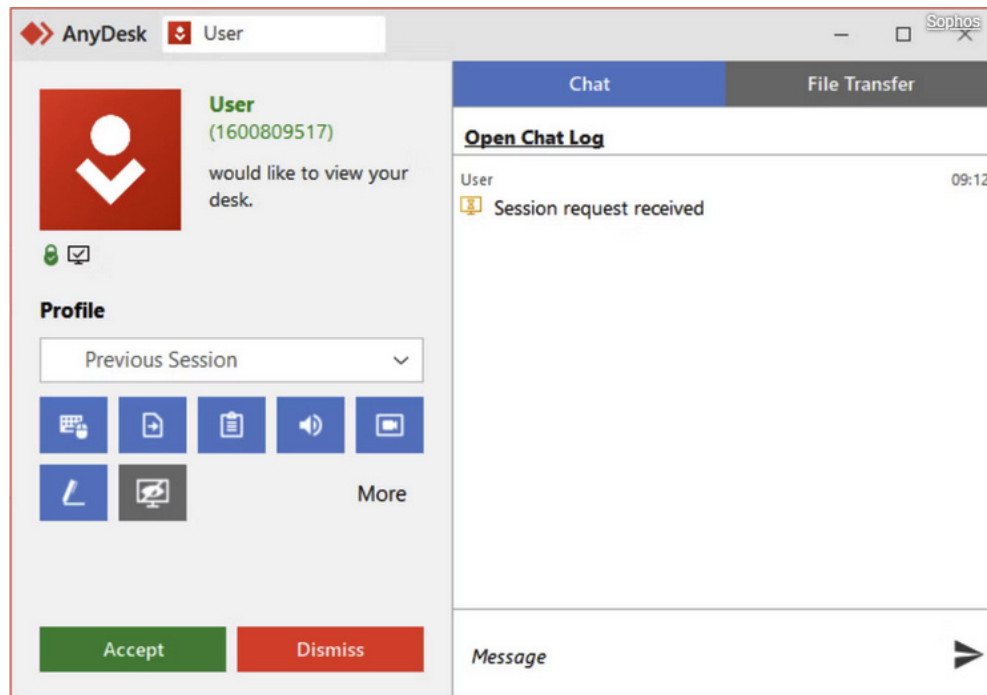 AnyDesk
User
Sophos
User
(1600809517)
would like to view your
desk.
Profile
Previous Session
More
Accept
Dismiss
Chat
File Transfer
Open Chat Log
User
09:12
Session request received
Message